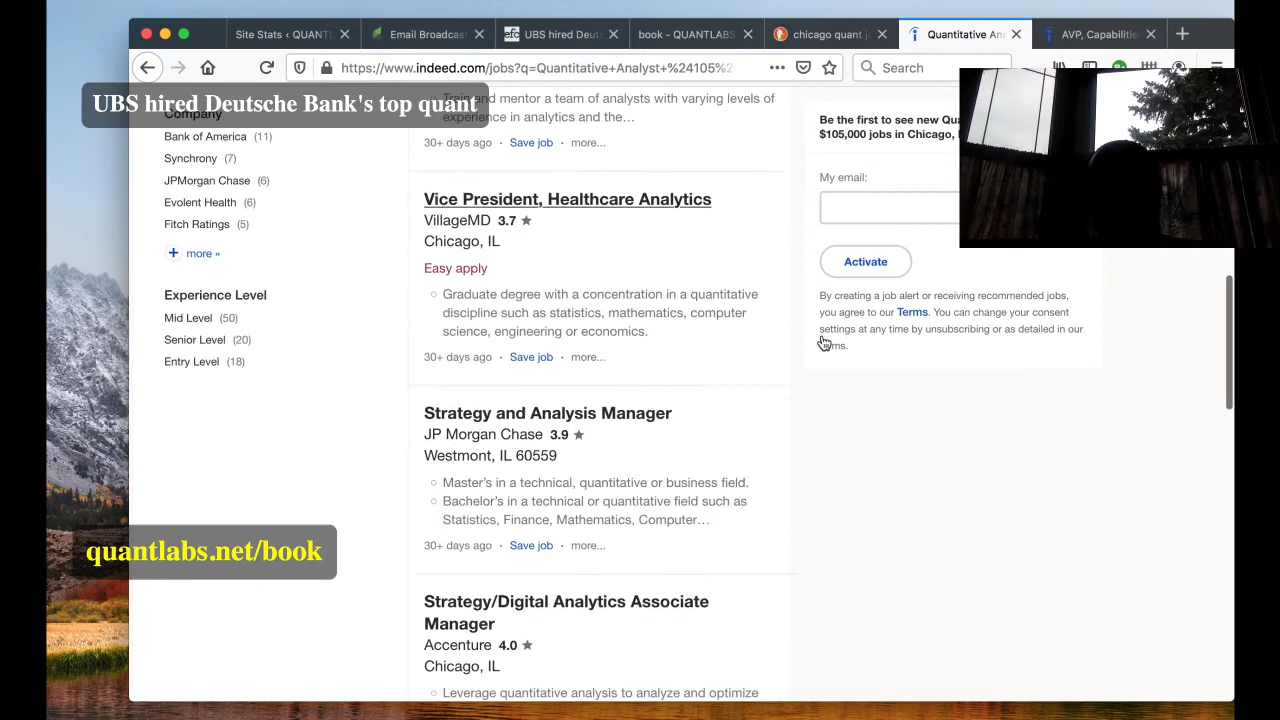 Site Stats ‹ QUANTL
Email Broadcast
efc UBS hired Deuts
book - QUANTLABS
chicago quant j
Quantitative An
AVP, Capabilitie
https://www.indeed.com/jobs?q=Quantitative+Analyst+%24105%2
Search
UBS hired Deutsche Bank's top quant
Company
Bank of America (11)
Synchrony (7)
JPMorgan Chase (6)
Evolent Health (6)
Fitch Ratings (5)
+ more »
Experience Level
Mid Level (50)
Senior Level (20)
Entry Level (18)
Train and mentor a team of analysts with varying levels of
experience in analytics and the…
30+ days ago · Save job · more...
Vice President, Healthcare Analytics
VillageMD 3.7
Chicago, IL
Easy apply
Graduate degree with a concentration in a quantitative
discipline such as statistics, mathematics, computer
science, engineering or economics.
30+ days ago · Save job · more...
Strategy and Analysis Manager
JP Morgan Chase 3.9
Westmont, IL 60559
Master's in a technical, quantitative or business field.
Bachelor's in a technical or quantitative field such as
Statistics, Finance, Mathematics, Computer…
30+ days ago · Save job · more...
Strategy/Digital Analytics Associate
Manager
Accenture 4.0
Chicago, IL
Leverage quantitative analysis to analyze and optimize
Be the first to see new Qua
$105,000 jobs in Chicago,
My email:
Activate
By creating a job alert or receiving recommended jobs,
you agree to our Terms. You can change your consent
settings at any time by unsubscribing or as detailed in our
quantlabs.net/book